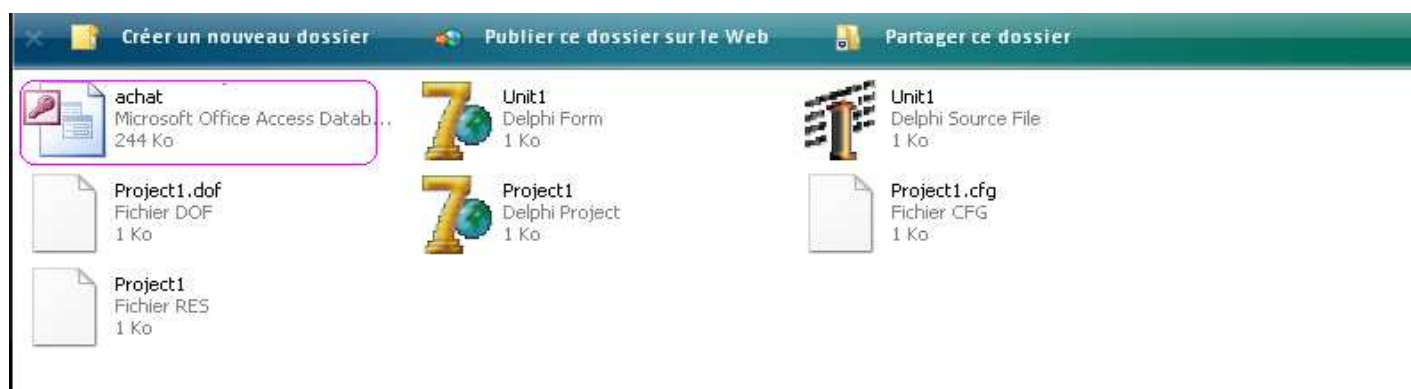 Créer un nouveau dossier
Publier ce dossier sur le Web
Partager ce dossier
achat
Microsoft Office Access Datab...
244 Ko
Unit1
Delphi Form
1 Ko
Unit1
Delphi Source File
1 Ko
Project1.dof
Fichier DOF
1 Ko
Project1
Delphi Project
1 Ko
Project1.cfg
Fichier CFG
1 Ko
Project1
Fichier RES
1 Ko